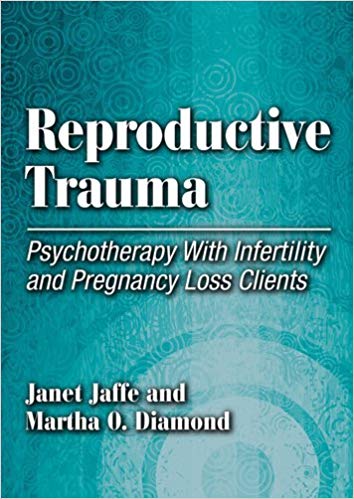 Reproductive
Trauma
Psychotherapy With Infertility
and Pregnancy Loss Clients
Janet Jaffe and
Martha O. Diamond